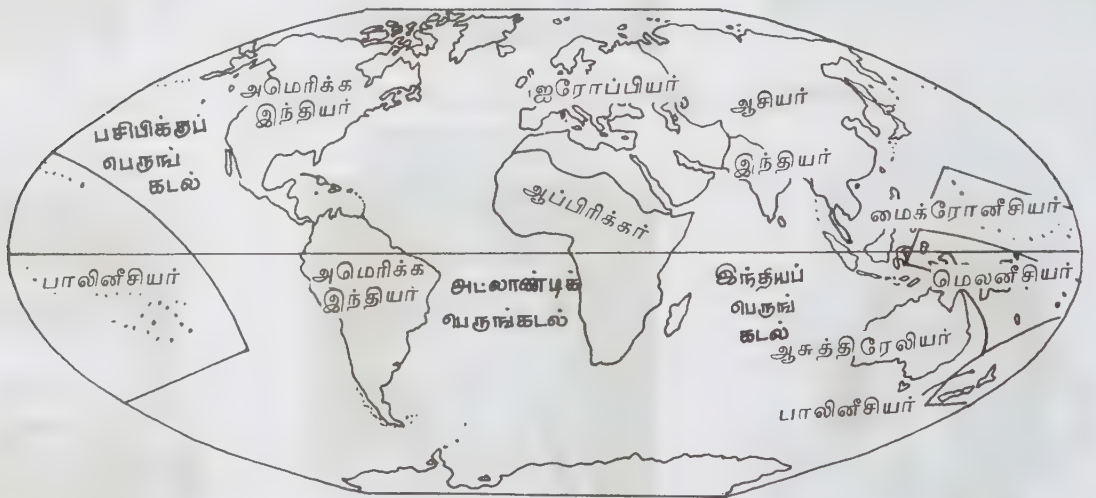 அமெரிக்க
இந்தியர்
பசிபிக்குப்
பெருங்
கடல்
ஐரோப்பியர்
ஆசியர்
இந்தியர்
ஆப்பிரிக்கர்
மைக்ரோனீசியர்
பாலினீசியர்
அமெரிக்க
இந்தியர்
அட்லாண்டிக்
பெருங்கடல்
இந்தியப்
பெருங்
கடல்
மெலனீசியர்
ஆசுத்திரேலியர்
பாலினீசியர்